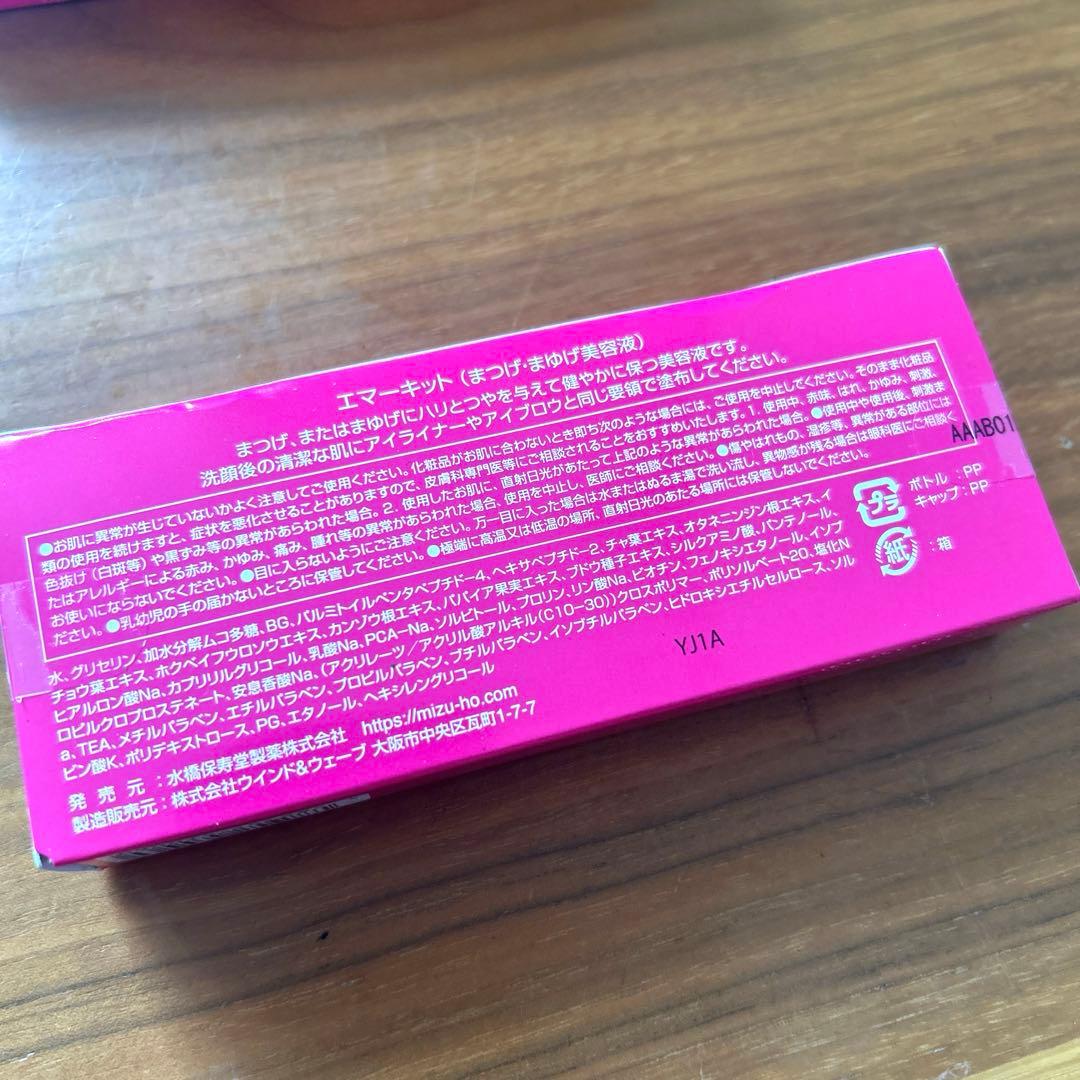 エマーキット（まつげ・まゆげ美容液）
まつげ、またはまゆげにハリとつやを与えて健やかに保つ美容液です。
洗顔後の清潔な肌にアイライナーやアイブロウと同じ要領で塗布してください。
●お肌に異常が生じていないかよく注意してご使用ください。化粧品がお肌に合わないとき即ち次のような場合には、ご使用を中止してください。そのまま化粧品
類の使用を続けますと、症状を悪化させることがありますので、皮膚科専門医等にご相談されることをおすすめいたします。1. 使用中、赤味、はれ、かゆみ、刺激、
色抜け（白斑等）や黒ずみ等の異常があらわれた場合。2. 使用したお肌に、直射日光があたって上記のような異常があらわれた場合。●使用中や使用後、刺激ま
たはアレルギーによる赤み、かゆみ、痛み、腫れ等の異常があらわれた場合、使用を中止し、医師にご相談ください。●傷やはれもの、湿疹等、異常がある部位には
お使いにならないでください。●目に入らないようにご注意ください。万一目に入った場合は水またはぬるま湯で洗い流し、異物感が残る場合は眼科医にご相談く
ださい。●乳幼児の手の届かないところに保管してください。●極端に高温又は低温の場所、直射日光のあたる場所には保管しないでください。
AAAB01
水、グリセリン、加水分解ムコ多糖、BG、パルミトイルペンタペプチド-4、ヘキサペプチド-2、チャ葉エキス、オタネニンジン根エキス、イ
チョウ葉エキス、ホクベイフウロソウエキス、カンゾウ根エキス、パパイア果実エキス、ブドウ種子エキス、シルクアミノ酸、パンテノール、
ヒアルロン酸Na、カプリリルグリコール、乳酸Na、PCA-Na、ソルビトール、プロリン、リン酸Na、ビオチン、フェノキシエタノール、イソプ
ロピルクロプロステネート、安息香酸Na、（アクリレーツ／アクリル酸アルキル（C10-30））クロスポリマー、ポリソルベート20、塩化N
a、TEA、メチルパラベン、エチルパラベン、プロピルパラベン、ブチルパラベン、イソブチルパラベン、ヒドロキシエチルセルロース、ソル
ビン酸K、ポリデキストロース、PG、エタノール、ヘキシレングリコール
プラ
ボトル：PP
キャップ：PP
紙
：箱
YJ1A
発 売 元：水橋保寿堂製薬株式会社 https://mizu-ho.com
製造販売元：株式会社ウインド&ウェーブ 大阪市中央区瓦町1-7-7